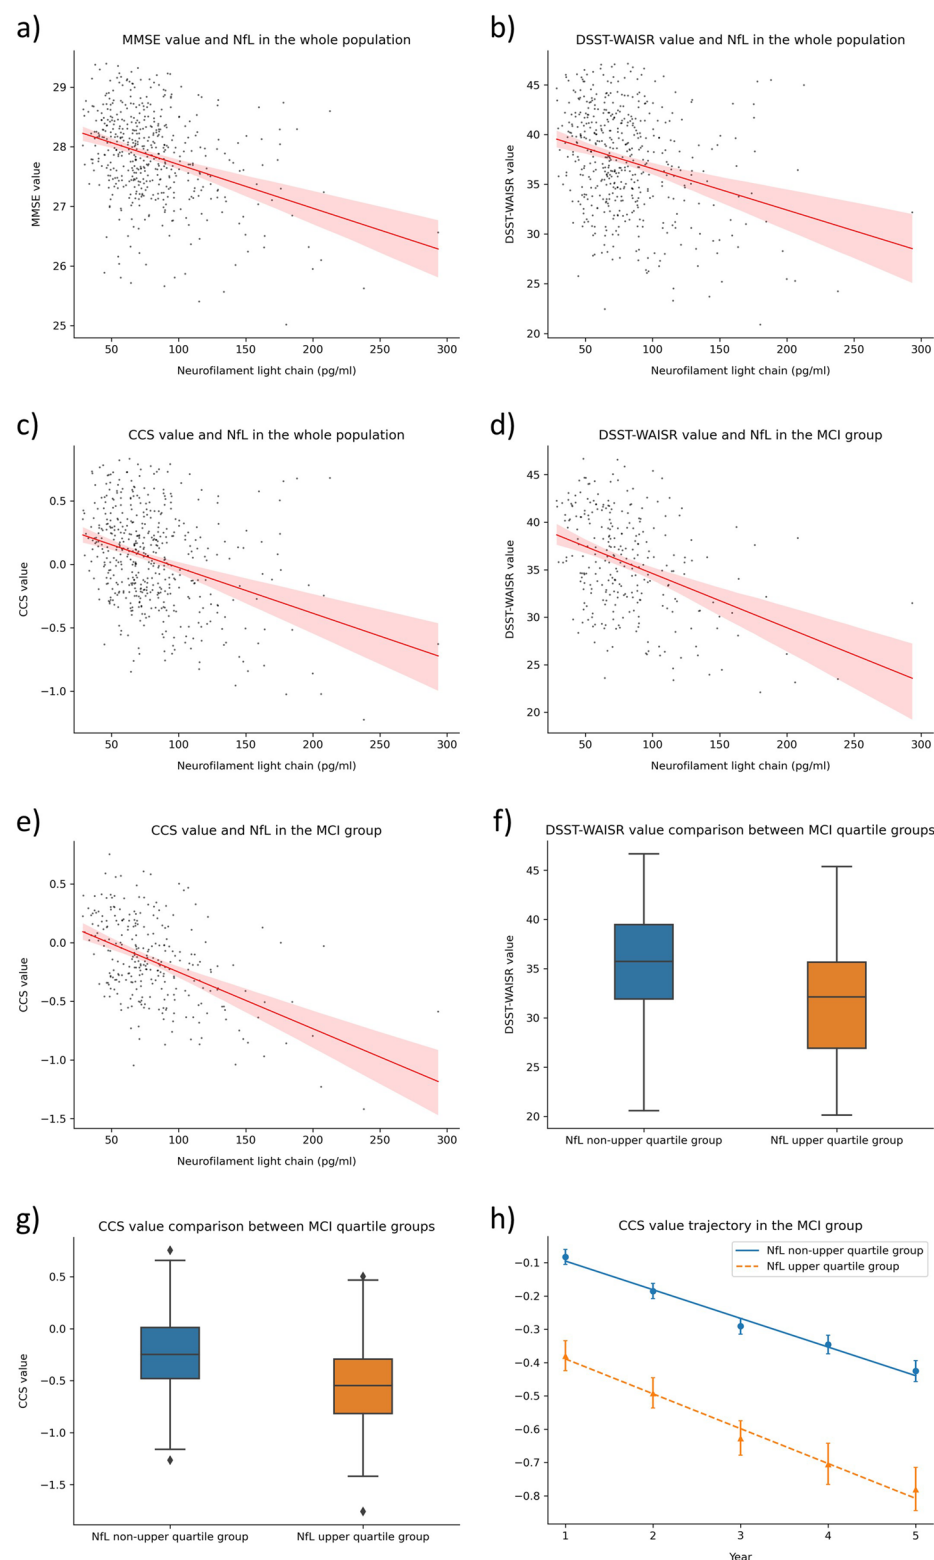 a)
MMSE value and NfL in the whole population
MMSE value
29
28
27
26
25
50 100 150 200 250 300
Neurofilament light chain (pg/ml)
b)
DSST-WAISR value and NfL in the whole population
DSST-WAISR value
45
40
35
30
25
20
50 100 150 200 250 300
Neurofilament light chain (pg/ml)
c)
CCS value and NfL in the whole population
CCS value
0.5
0.0
−0.5
−1.0
50 100 150 200 250 300
Neurofilament light chain (pg/ml)
d)
DSST-WAISR value and NfL in the MCI group
DSST-WAISR value
45
40
35
30
25
20
50 100 150 200 250 300
Neurofilament light chain (pg/ml)
e)
CCS value and NfL in the MCI group
CCS value
0.5
0.0
−0.5
−1.0
−1.5
50 100 150 200 250 300
Neurofilament light chain (pg/ml)
f)
DSST-WAISR value comparison between MCI quartile groups
DSST-WAISR value
45
40
35
30
25
20
NfL non-upper quartile group NfL upper quartile group
g)
CCS value comparison between MCI quartile groups
CCS value
0.5
0.0
−0.5
−1.0
−1.5
NfL non-upper quartile group NfL upper quartile group
h)
CCS value trajectory in the MCI group
NfL non-upper quartile group
NfL upper quartile group
−0.1
−0.2
−0.3
−0.4
−0.5
−0.6
−0.7
−0.8
1 2 3 4 5
Year